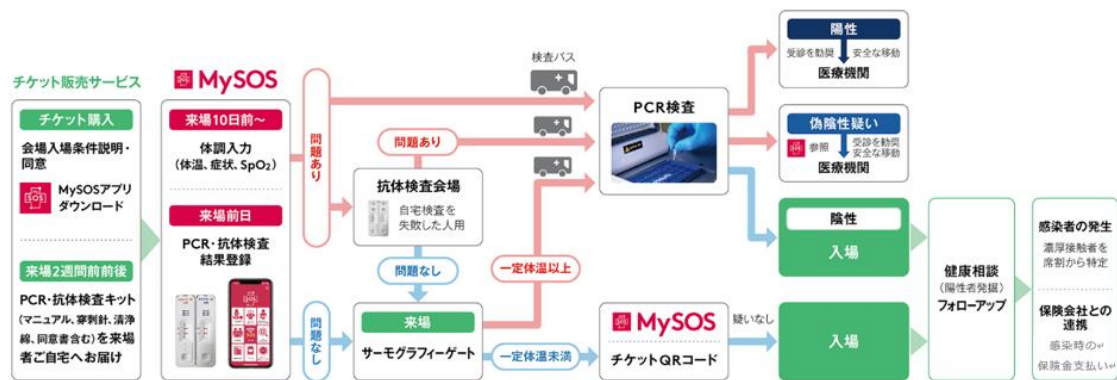 チケット販売サービス
チケット購入
会場入場条件説明・
同意
MySOSアプリ
ダウンロード
来場2週間前前後
PCR・抗体検査キット
(マニュアル、穿刺針、清浄
綿、同意書含む)を来場
者ご自宅へお届け
MySOS
来場10日前～
体調入力
(体温、症状、SpO2)
来場前日
PCR・抗体検査
結果登録
問題あり
問題なし
問題あり
抗体検査会場
自宅検査を
失敗した人用
問題なし
来場
サーモグラフィーゲート
一定体温以上
一定体温未満
検査バス
PCR検査
MySOS
チケットQRコード
疑いなし
陽性
受診を勧奨
安全な移動
医療機関
偽陰性疑い
参照
受診を勧奨
安全な移動
医療機関
陰性
入場
入場
健康相談
(陽性者発掘)
フォローアップ
感染者の発生
濃厚接触者を
席割から特定
保険会社との
連携
感染時の↵
保険金支払い↵